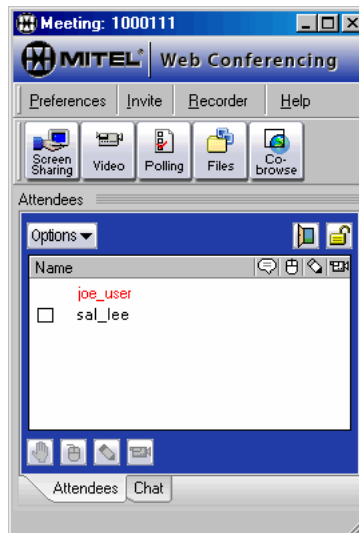 Meeting: 1000111
MITEL® Web Conferencing
Preferences Invite Recorder Help
Screen Sharing Video Polling Files Co-browse
Attendees
Options
Name
joe_user
sal_lee
Attendees Chat